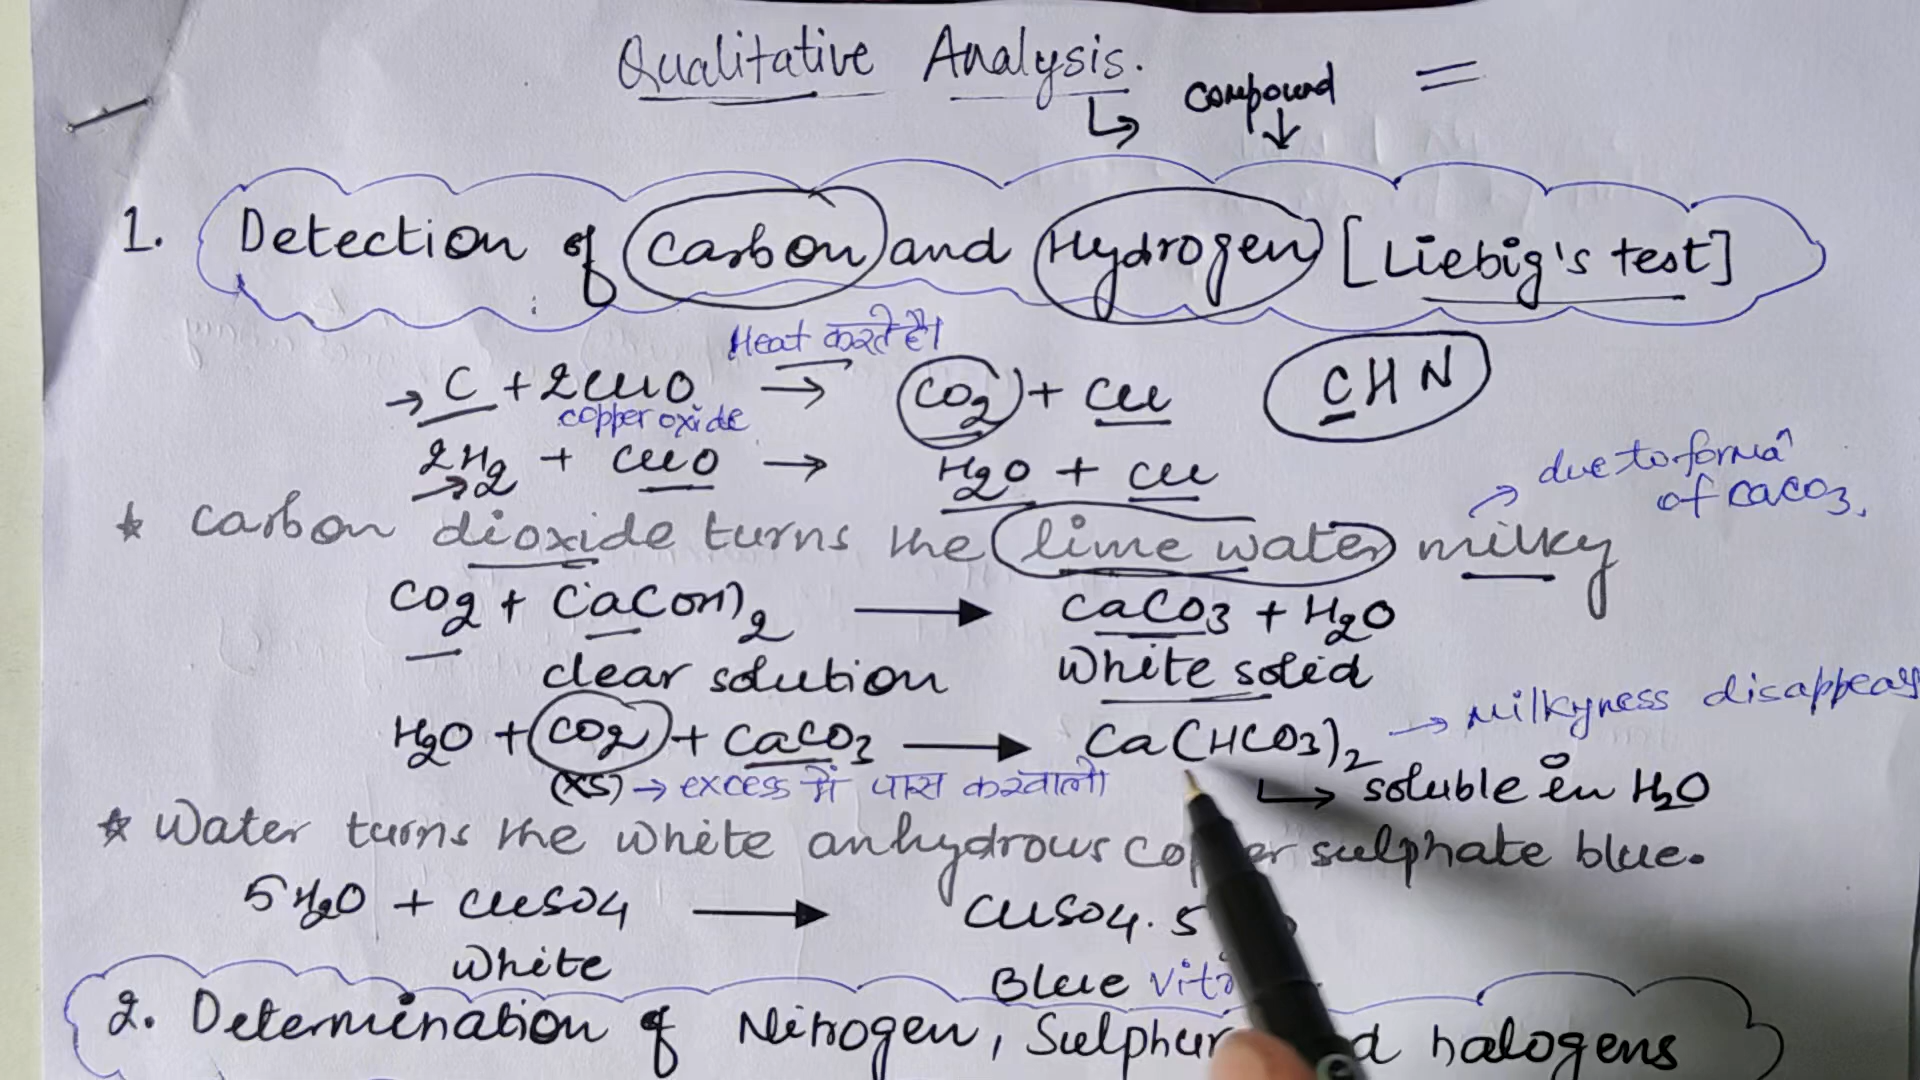 Qualitative Analysis.
compound
1. Detection of Carbon and Hydrogen [Liebig's test]
Heat करते है।
C + 2CuO → CO2 + Cu
copper oxide
CHN
2H2 + CuO → H2O + Cu
due to forma^n
of CaCO3.
* Carbon dioxide turns the lime water milky
CO2 + Ca(OH)2 → CaCO3 + H2O
clear solution White solid
H2O + CO2 + CaCO3 → Ca(HCO3)2 → Milkyness disappears
(XS) → excess में पास करवालो
↳ soluble in H2O
* Water turns the white anhydrous sulphate blue.
5H2O + CuSO4 → CuSO4. 5
White Blue
2. Determination of Nitrogen, Sulphur halogens